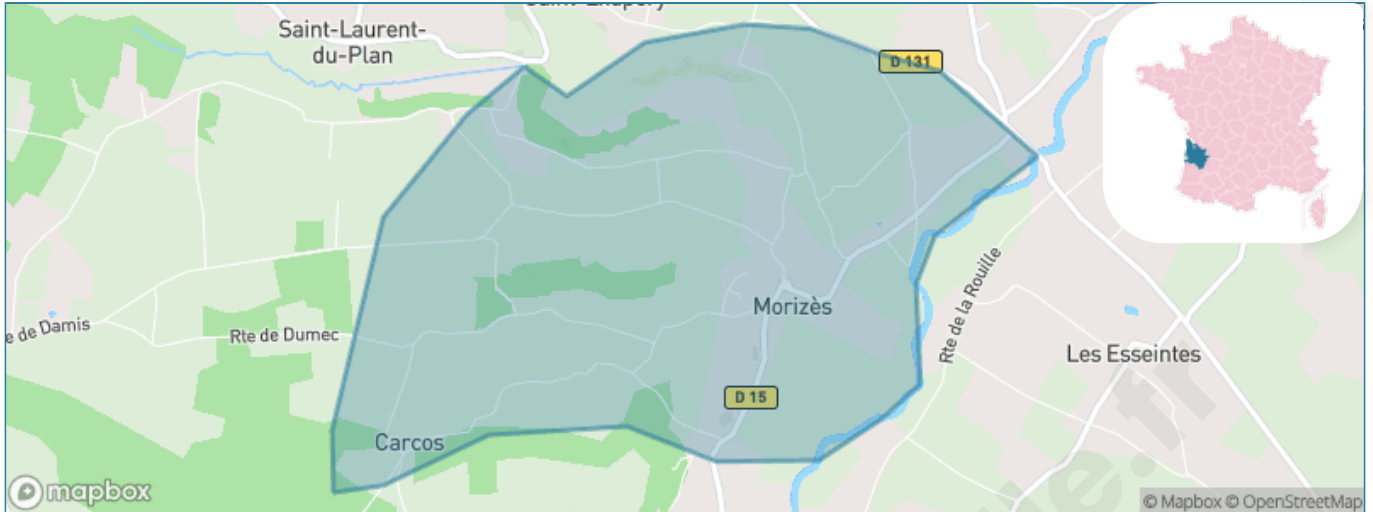 Saint-Laurent-
du-Plan
D 131
Rte de la Rouille
Morizès
e de Damis
Rte de Dumec
Les Esseintes
D 15
Carcos
mapbox
© Mapbox © OpenStreetMap